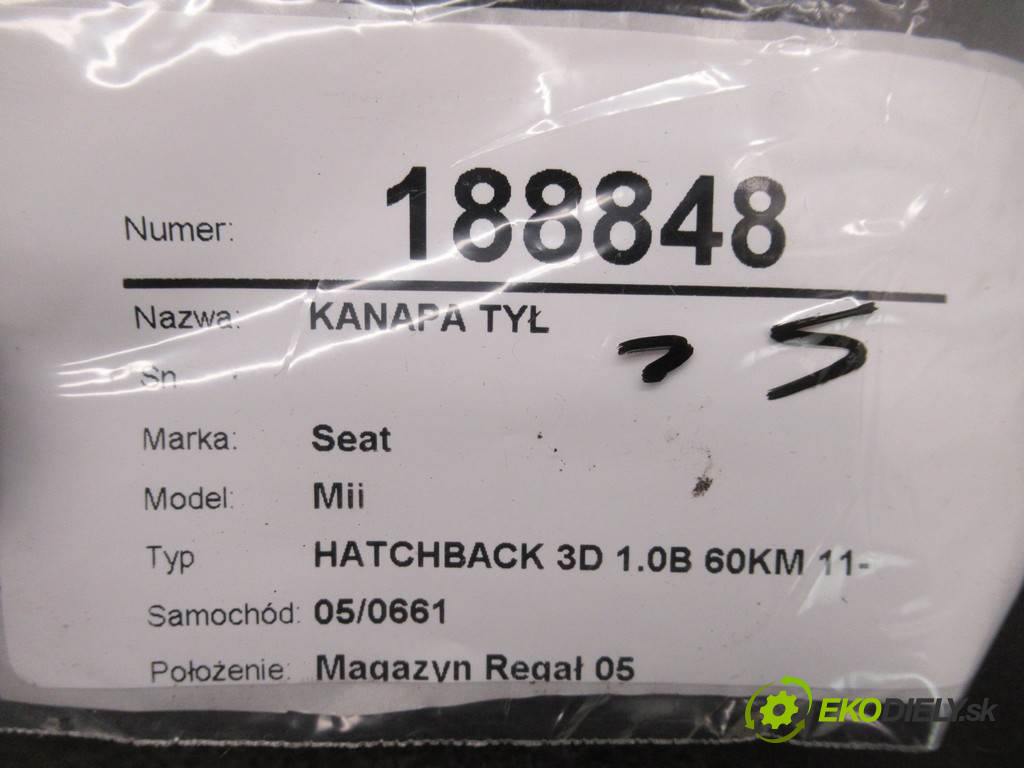 Numer: 188848
Nazwa: KANAPA TYŁ
Sn
Marka: Seat
Model: Mii
Typ HATCHBACK 3D 1.0B 60KM 11-
Samochód: 05/0661
Położenie: Magazyn Regał 05
EKODIELY.sk